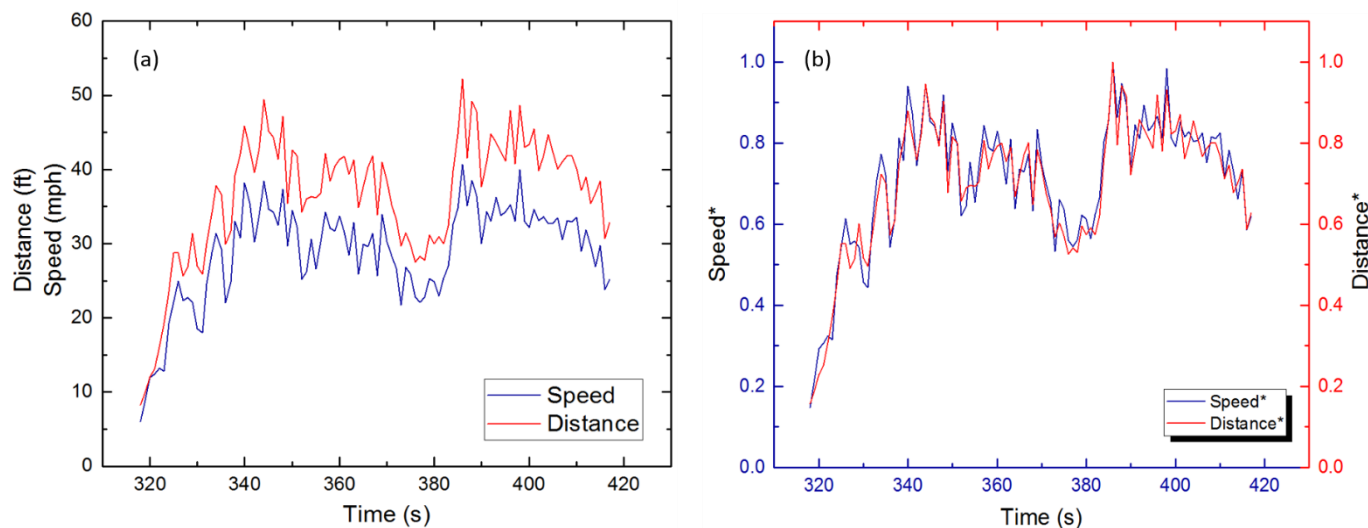 (a)
60
50
40
30
20
10
0
Distance (ft)
Speed (mph)
320 340 360 380 400 420
Time (s)
Speed
Distance
(b)
1.0
0.8
0.6
0.4
0.2
0.0
Speed*
320 340 360 380 400 420
Time (s)
Speed*
Distance*
1.0
0.8
0.6
0.4
0.2
0.0
Distance*